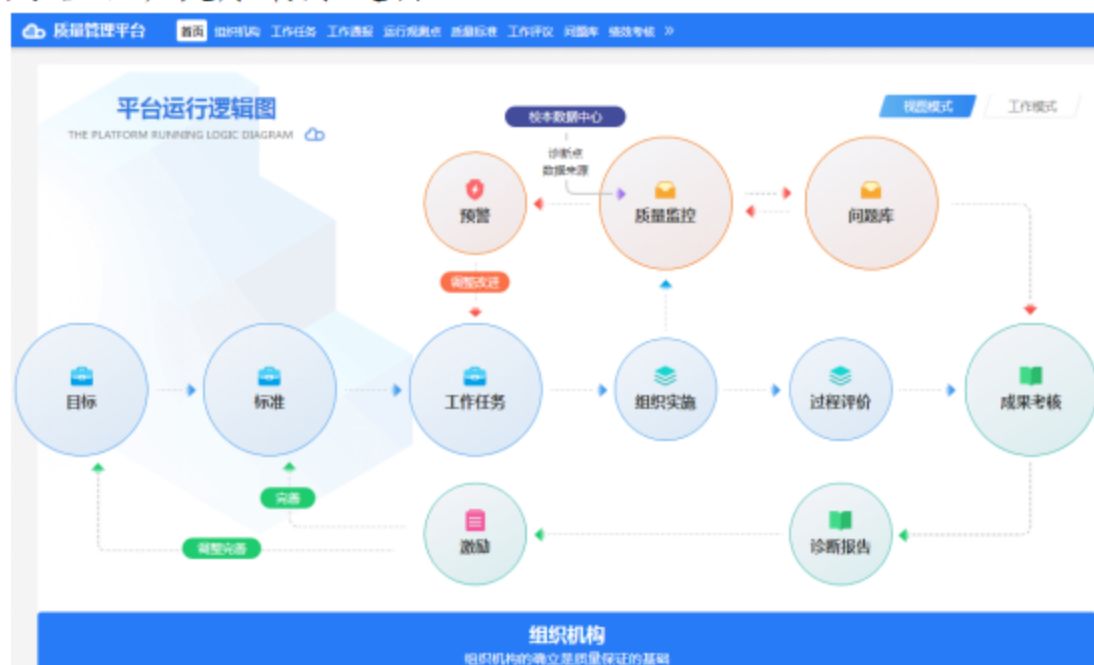 质量管理平台
首页 组织机构 工作任务 工作通报 运行观测点 质量标准 工作评议 问题库 绩效考核 »
平台运行逻辑图
THE PLATFORM RUNNING LOGIC DIAGRAM
校本数据中心
视图模式 工作模式
诊断点
数据来源
预警
质量监控
问题库
调整改进
目标
标准
工作任务
组织实施
过程评价
成果考核
完善
调整完善
激励
诊断报告
组织机构
组织机构的确立是质量保证的基础